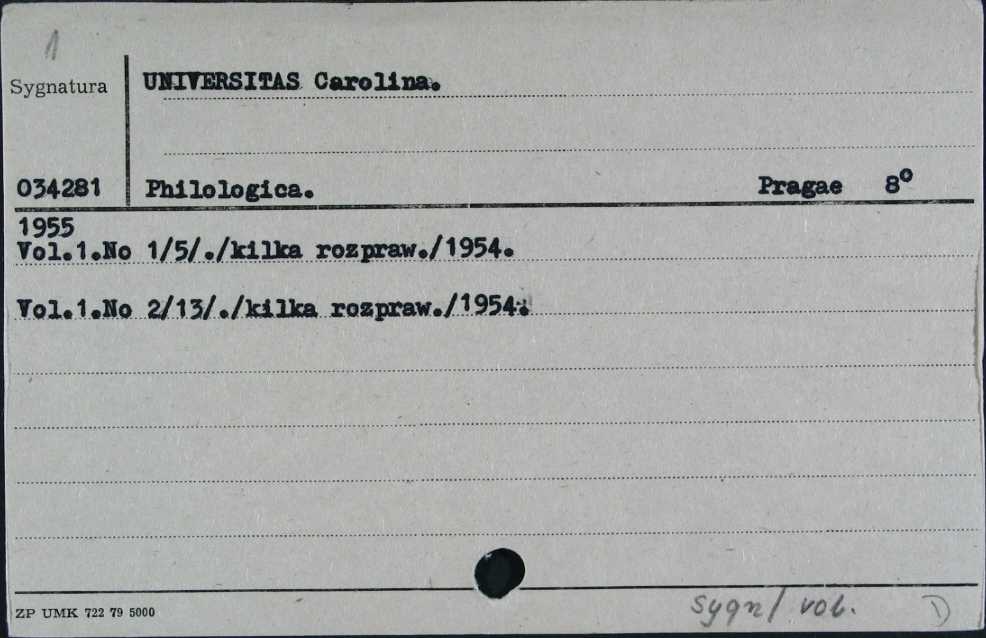 1
Sygnatura
UNIVERSITAS Carolina.
034281 Philologica. Pragae 8°
1955
Vol.1.No 1/5/./kilka rozpraw./1954.
Vol.1.No 2/13/./kilka rozpraw./1954.
ZP UMK 722 79 5000
sygn/ vol. D